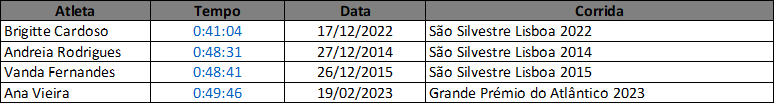 Atleta Tempo Data Corrida
Brigitte Cardoso 0:41:04 17/12/2022 São Silvestre Lisboa 2022
Andreia Rodrigues 0:48:31 27/12/2014 São Silvestre Lisboa 2014
Vanda Fernandes 0:48:41 26/12/2015 São Silvestre Lisboa 2015
Ana Vieira 0:49:46 19/02/2023 Grande Prémio do Atlântico 2023